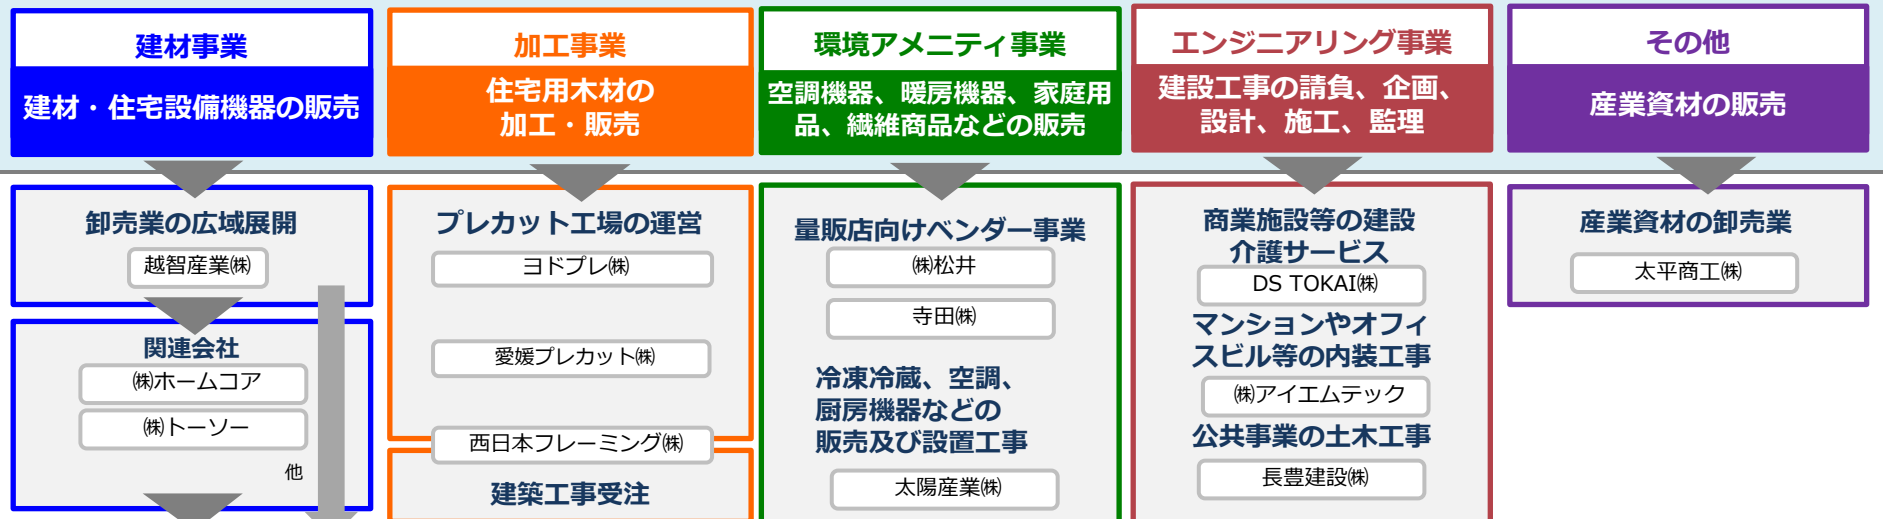 建材事業
建材・住宅設備機器の販売
卸売業の広域展開
越智産業㈱
関連会社
㈱ホームコア
㈱トーソー
他
加工事業
住宅用木材の
加工・販売
プレカット工場の運営
ヨドプレ㈱
愛媛プレカット㈱
西日本フレーミング㈱
建築工事受注
環境アメニティ事業
空調機器、暖房機器、家庭用
品、繊維商品などの販売
量販店向けベンダー事業
㈱松井
寺田㈱
冷凍冷蔵、空調、
厨房機器などの
販売及び設置工事
太陽産業㈱
エンジニアリング事業
建設工事の請負、企画、
設計、施工、監理
商業施設等の建設
介護サービス
DS TOKAI㈱
マンションやオフィ
スビル等の内装工事
㈱アイエムテック
公共事業の土木工事
長豊建設㈱
その他
産業資材の販売
産業資材の卸売業
太平商工㈱